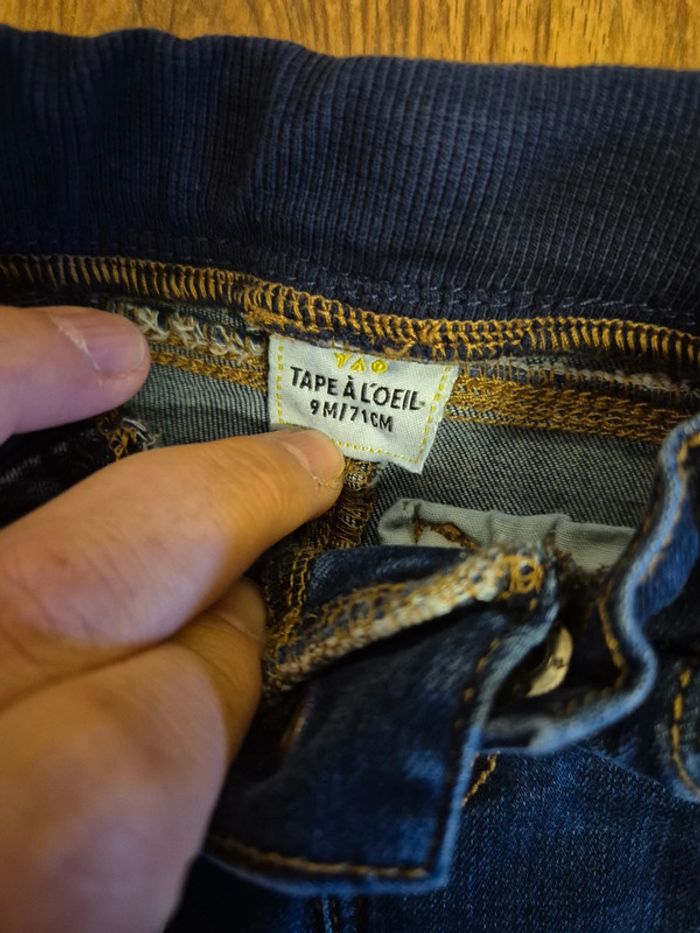 TAO
TAPE À L'OEIL
9M/71CM